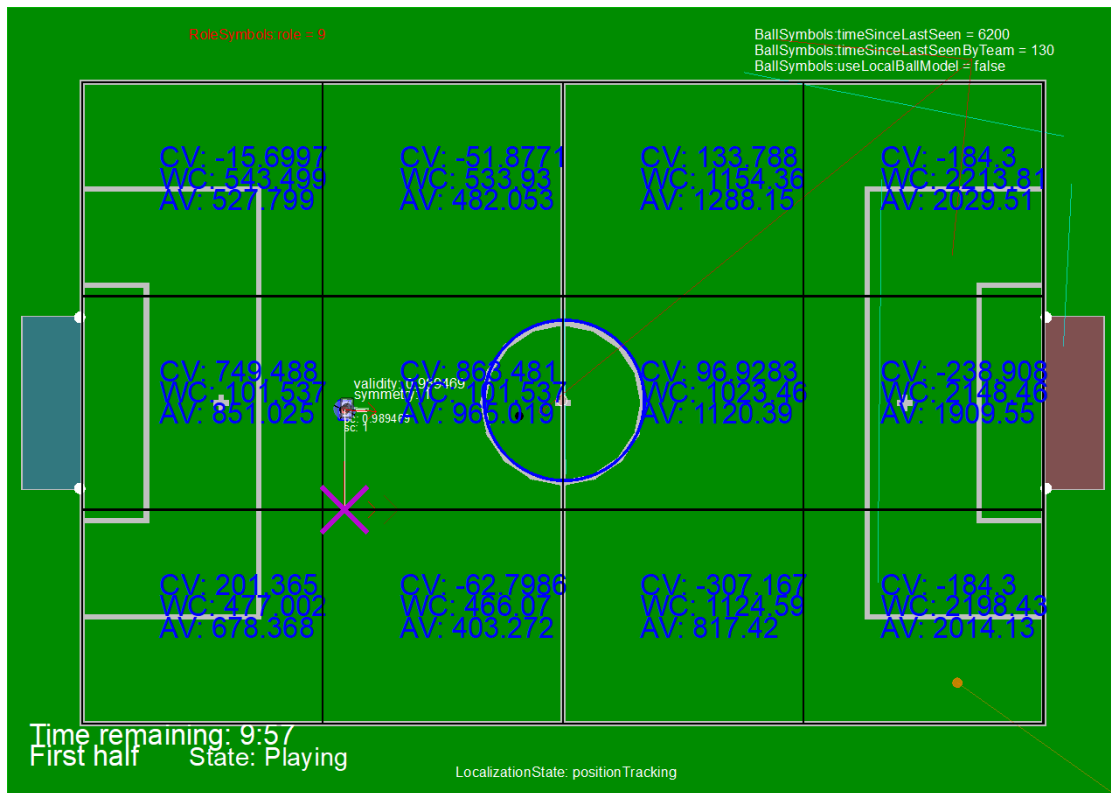 RoleSymbols:role = 9
BallSymbols:timeSinceLastSeen = 6200
BallSymbols:timeSinceLastSeenByTeam = 130
BallSymbols:useLocalBallModel = false
CV: -15.6997
WC: 543.499
AV: 527.799
CV: -51.8771
WC: 533.93
AV: 482.053
CV: 133.788
WC: 1154.36
AV: 1288.15
CV: -184.3
WC: 2213.81
AV: 2029.51
CV: 749.488
WC: 101.537
AV: 851.025
validity: 0.989469
symmetry: 1
sc: 0.989469
sc: 1
CV: 863.481
WC: 101.537
AV: 965.019
CV: 96.9283
WC: 1023.46
AV: 1120.39
CV: -238.908
WC: 2148.46
AV: 1909.55
CV: 201.365
WC: 477.002
AV: 678.368
CV: -62.7986
WC: 466.07
AV: 403.272
CV: -307.167
WC: 1124.59
AV: 817.42
CV: -184.3
WC: 2198.43
AV: 2014.13
Time remaining: 9:57
First half State: Playing
LocalizationState: positionTracking